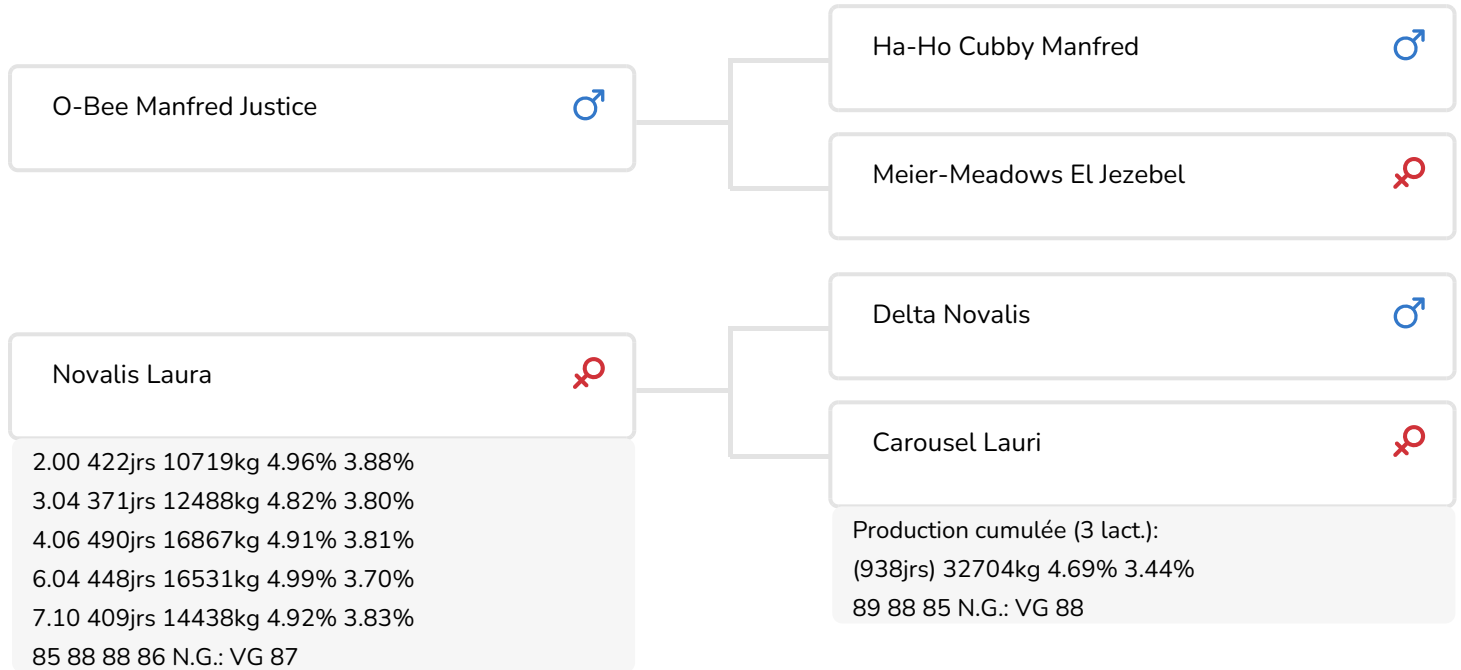 O-Bee Manfred Justice
Ha-Ho Cubby Manfred
Meier-Meadows El Jezebel
Novalis Laura
2.00 422jrs 10719kg 4.96% 3.88%
3.04 371jrs 12488kg 4.82% 3.80%
4.06 490jrs 16867kg 4.91% 3.81%
6.04 448jrs 16531kg 4.99% 3.70%
7.10 409jrs 14438kg 4.92% 3.83%
85 88 88 86 N.G.: VG 87
Delta Novalis
Carousel Lauri
Production cumulée (3 lact.):
(938jrs) 32704kg 4.69% 3.44%
89 88 85 N.G.: VG 88